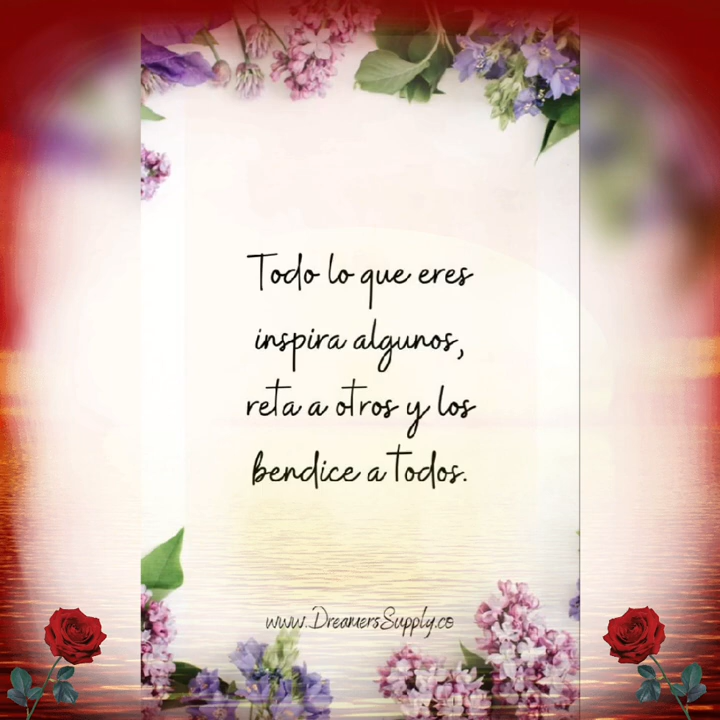 Todo lo que eres
inspira algunos,
reta a otros y los
bendice a todos.
www.DreamersSupply.co